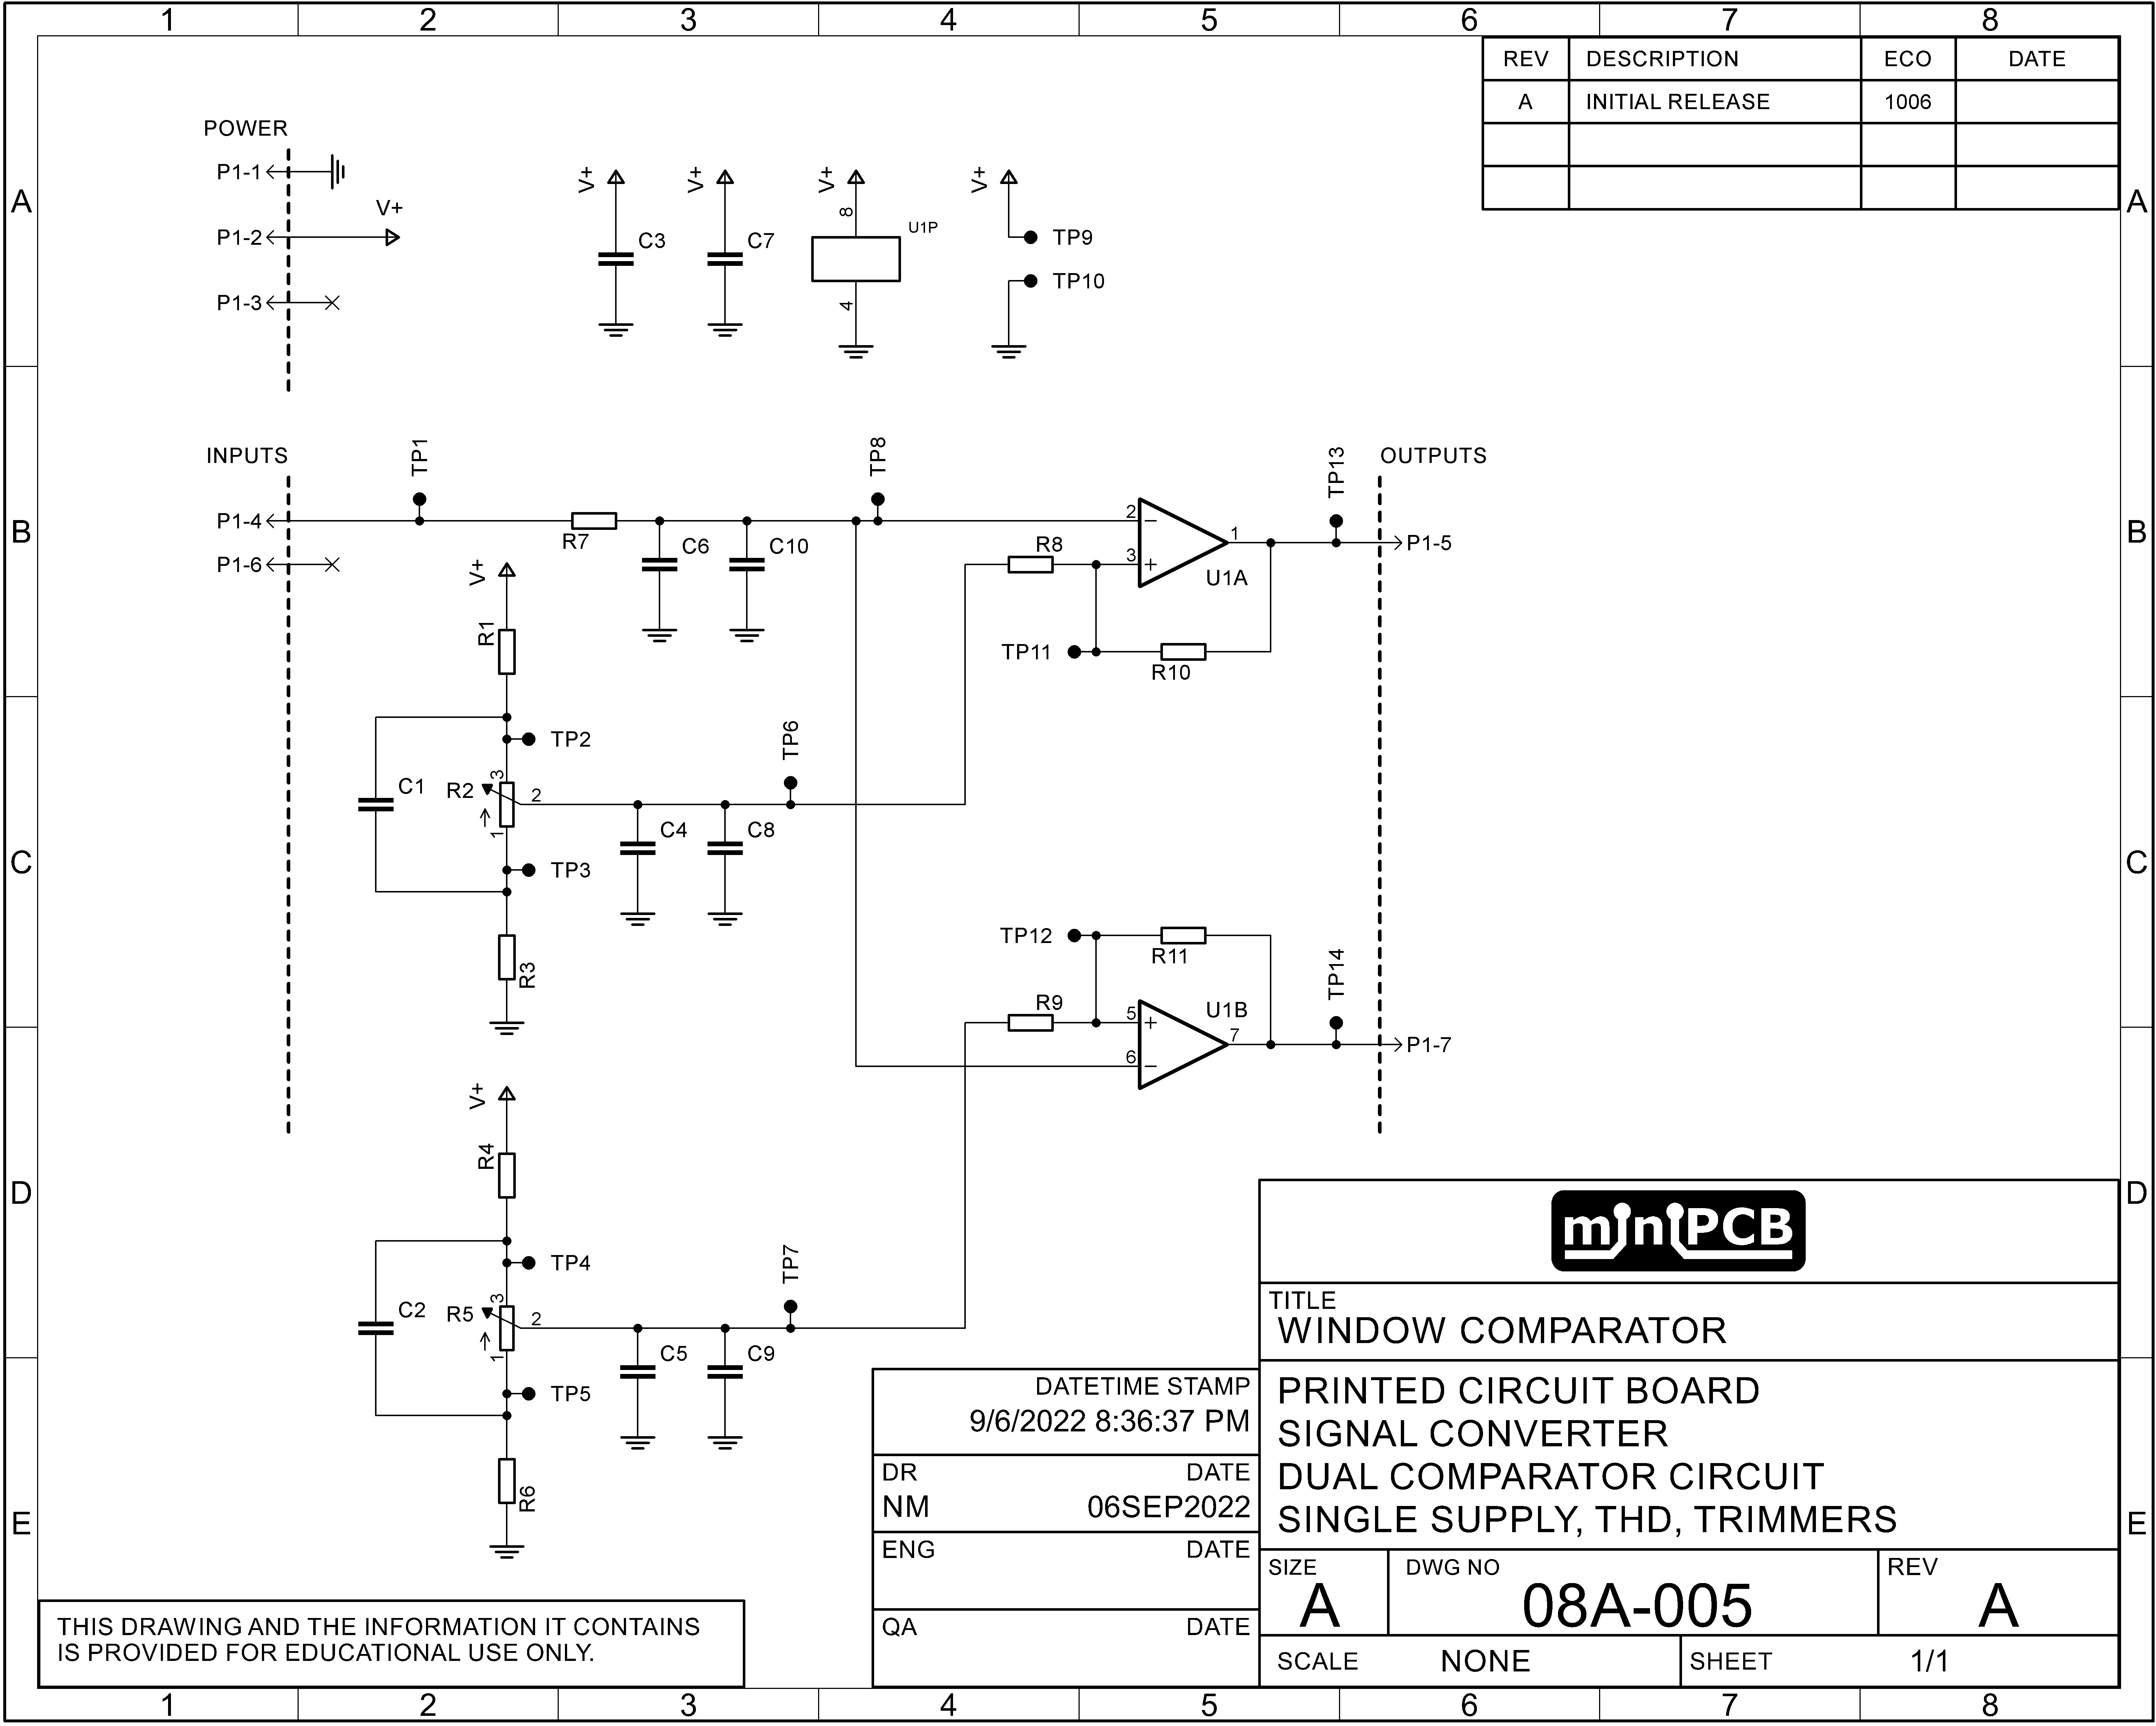 1 2 3 4 5 6 7 8
REV DESCRIPTION ECO DATE
A INITIAL RELEASE 1006
A A
POWER
P1-1
V+
P1-2
P1-3
V+ V+ V+ V+
C3 C7
8
U1P
4
TP9
TP10
INPUTS
OUTPUTS
TP1 TP8 TP13
B B
P1-4
P1-6
R7
C6 C10
2
3
1
− +
R8
U1A
P1-5
TP11
R10
V+
R1
TP2
C1 R2
3
2
1
TP3
TP6
C4 C8
R3
C C
TP12
R11
R9
5
6
7
+ −
U1B
TP14
P1-7
V+
R4
D D
TP4
C2 R5
3
2
1
TP5
TP7
C5 C9
R6
E E
miniPCB
TITLE
WINDOW COMPARATOR
PRINTED CIRCUIT BOARD
SIGNAL CONVERTER
DUAL COMPARATOR CIRCUIT
SINGLE SUPPLY, THD, TRIMMERS
DATETIME STAMP
9/6/2022 8:36:37 PM
DR DATE
NM 06SEP2022
ENG DATE
QA DATE
SIZE DWG NO REV
A 08A-005 A
SCALE NONE SHEET 1/1
THIS DRAWING AND THE INFORMATION IT CONTAINS
IS PROVIDED FOR EDUCATIONAL USE ONLY.
1 2 3 4 5 6 7 8